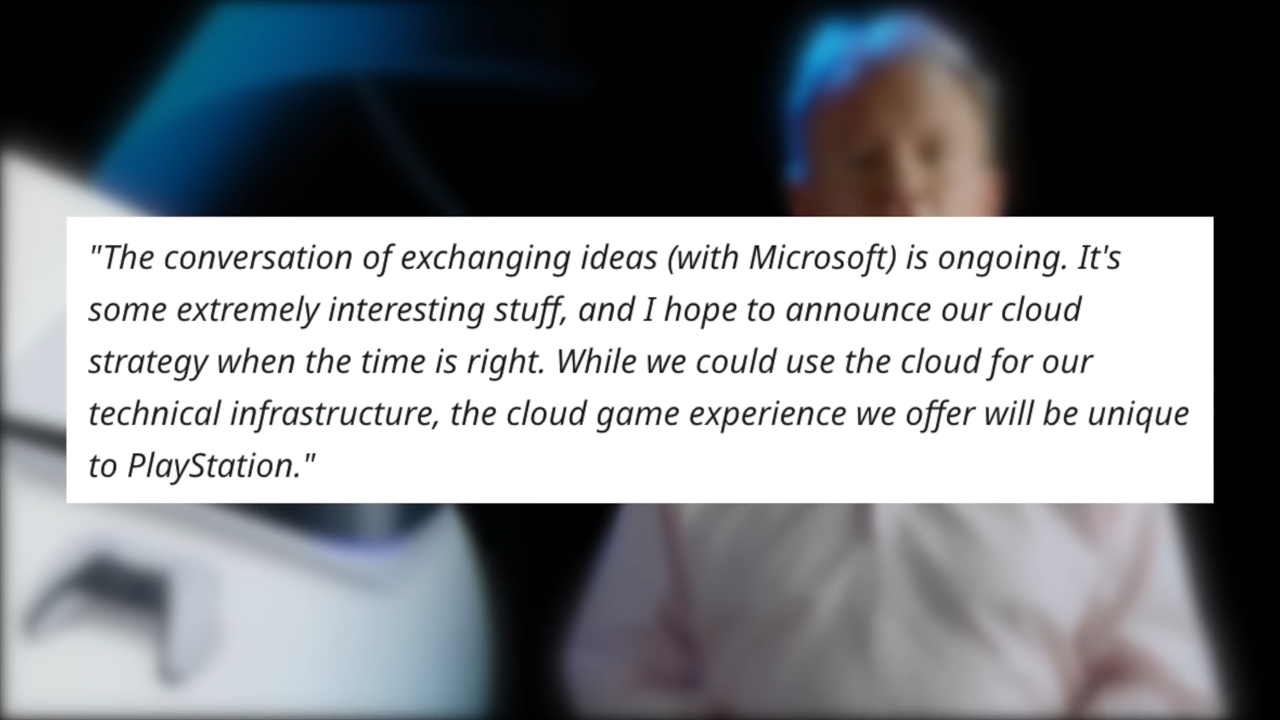 "The conversation of exchanging ideas (with Microsoft) is ongoing. It's
some extremely interesting stuff, and I hope to announce our cloud
strategy when the time is right. While we could use the cloud for our
technical infrastructure, the cloud game experience we offer will be unique
to PlayStation."